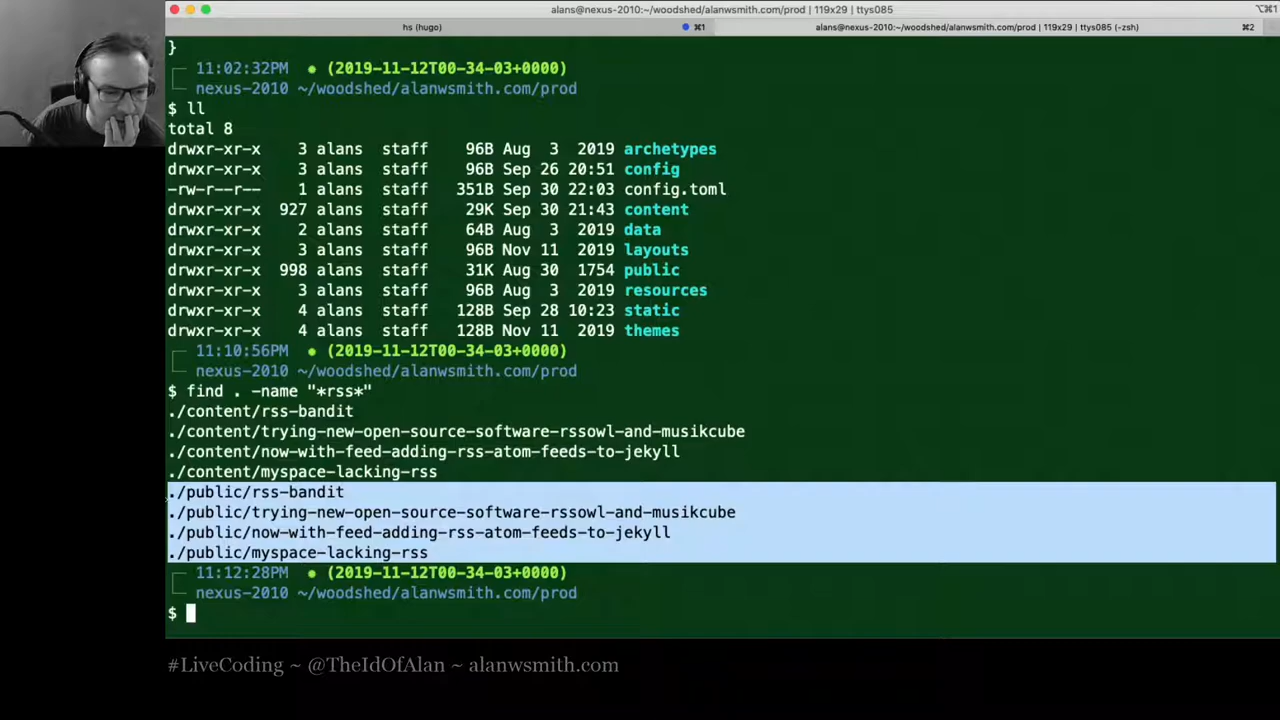 alans@nexus-2010:~/woodshed/alanwsmith.com/prod | 119x29 | ttys085
⌥⌘1
hs (hugo)
⌘1
alans@nexus-2010:~/woodshed/alanwsmith.com/prod | 119x29 | ttys085 (-zsh)
⌘2
}
11:02:32PM ● (2019-11-12T00-34-03+0000)
nexus-2010 ~/woodshed/alanwsmith.com/prod
$ ll
total 8
drwxr-xr-x 3 alans staff 96B Aug 3 2019 archetypes
drwxr-xr-x 3 alans staff 96B Sep 26 20:51 config
-rw-r--r-- 1 alans staff 351B Sep 30 22:03 config.toml
drwxr-xr-x 927 alans staff 29K Sep 30 21:43 content
drwxr-xr-x 2 alans staff 64B Aug 3 2019 data
drwxr-xr-x 3 alans staff 96B Nov 11 2019 layouts
drwxr-xr-x 998 alans staff 31K Aug 30 1754 public
drwxr-xr-x 3 alans staff 96B Aug 3 2019 resources
drwxr-xr-x 4 alans staff 128B Sep 28 10:23 static
drwxr-xr-x 4 alans staff 128B Nov 11 2019 themes
11:10:56PM ● (2019-11-12T00-34-03+0000)
nexus-2010 ~/woodshed/alanwsmith.com/prod
$ find . -name "*rss*"
./content/rss-bandit
./content/trying-new-open-source-software-rssowl-and-musikcube
./content/now-with-feed-adding-rss-atom-feeds-to-jekyll
./content/myspace-lacking-rss
./public/rss-bandit
./public/trying-new-open-source-software-rssowl-and-musikcube
./public/now-with-feed-adding-rss-atom-feeds-to-jekyll
./public/myspace-lacking-rss
11:12:28PM ● (2019-11-12T00-34-03+0000)
nexus-2010 ~/woodshed/alanwsmith.com/prod
$
#LiveCoding ~ @TheIdOfAlan ~ alanwsmith.com